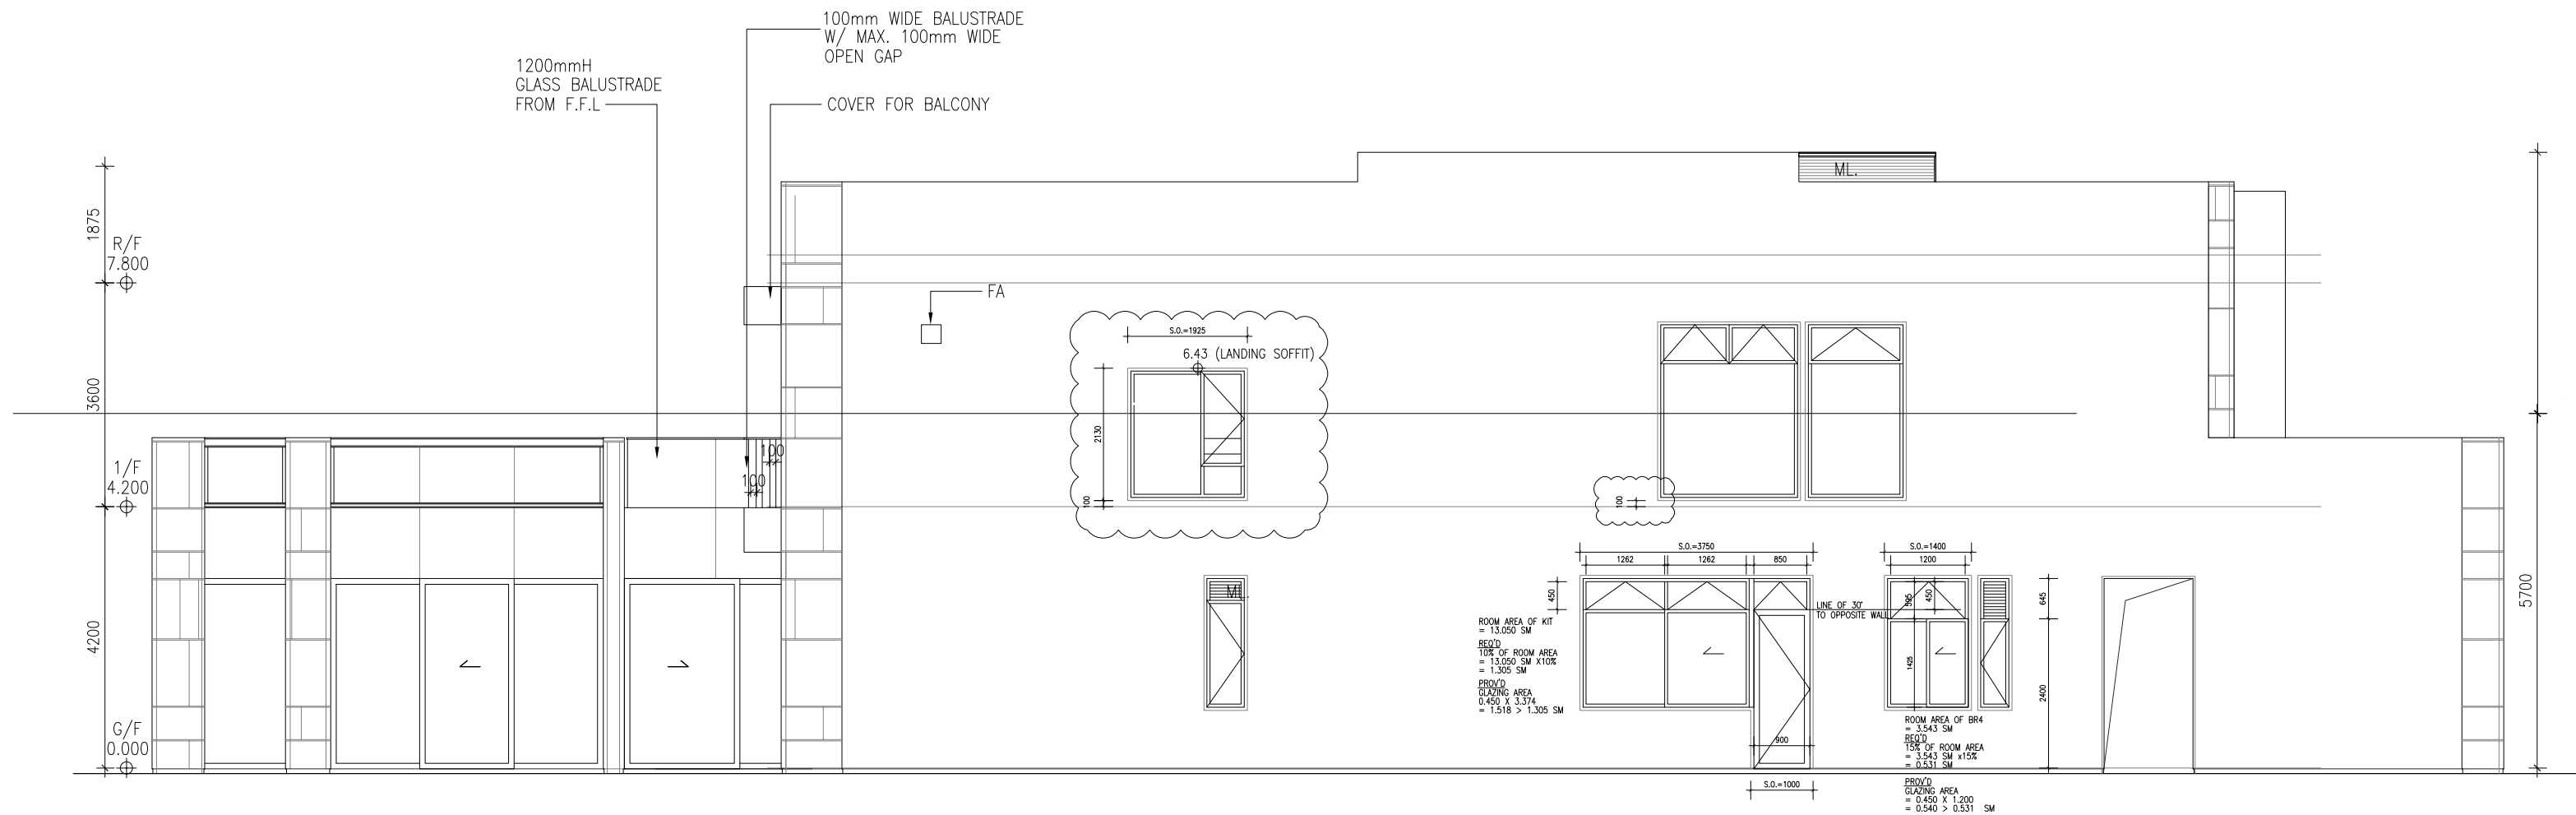 100mm WIDE BALUSTRADE
W/ MAX. 100mm WIDE
OPEN GAP
1200mmH
GLASS BALUSTRADE
FROM F.F.L
COVER FOR BALCONY
ML.
1875
R/F
7.800
FA
S.O.=1925
6.43 (LANDING SOFFIT)
3600
2130
100
100
1/F
4.200
100
100
S.O.=3750
1262
1262
850
S.O.=1400
1200
5700
ML.
450
595
450
645
LINE OF 30°
TO OPPOSITE WALL
4200
ROOM AREA OF KIT
= 13.050 SM
REQ'D
10% OF ROOM AREA
= 13.050 SM X10%
= 1.305 SM
PROV'D
GLAZING AREA
0.450 X 3.374
= 1.518 > 1.305 SM
1425
2400
G/F
0.000
900
S.O.=1000
ROOM AREA OF BR4
= 3.543 SM
REQ'D
15% OF ROOM AREA
= 3.543 SM x15%
= 0.531 SM
PROV'D
GLAZING AREA
= 0.450 X 1.200
= 0.540 > 0.531 SM